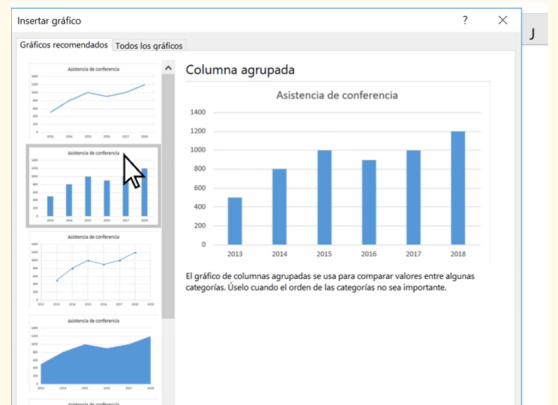 Insertar gráfico
?
J
Gráficos recomendados
Todos los gráficos
Asistencia de conferencia
Asistencia de conferencia
Asistencia de conferencia
Asistencia de conferencia
Asistencia de conferencia
Columna agrupada
Asistencia de conferencia
1400
1200
1000
800
600
400
200
0
2013 2014 2015 2016 2017 2018
El gráfico de columnas agrupadas se usa para comparar valores entre algunas
categorías. Úselo cuando el orden de las categorías no sea importante.